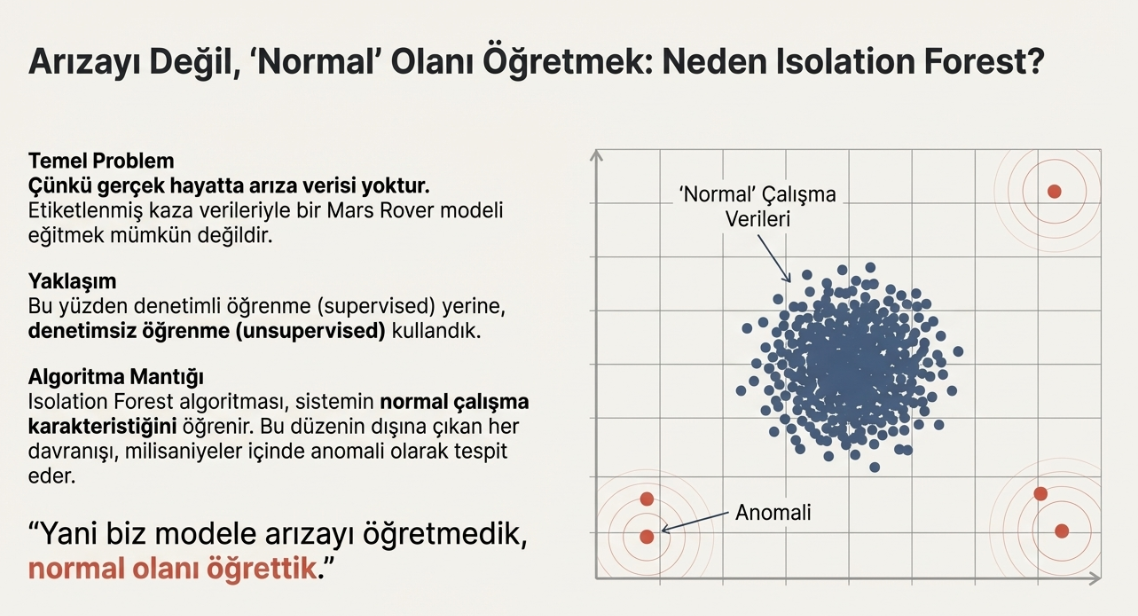 Arızayı Değil, ‘Normal’ Olanı Öğretmek: Neden Isolation Forest?
Temel Problem
Çünkü gerçek hayatta arıza verisi yoktur.
Etiketlenmiş kaza verileriyle bir Mars Rover modeli
eğitmek mümkün değildir.
Yaklaşım
Bu yüzden denetimli öğrenme (supervised) yerine,
denetimsiz öğrenme (unsupervised) kullandık.
Algoritma Mantığı
Isolation Forest algoritması, sistemin normal çalışma
karakteristiğini öğrenir. Bu düzenin dışına çıkan her
davranışı, milisaniyeler içinde anomali olarak tespit
eder.
“Yani biz modele arızayı öğretmedik,
normal olanı öğrettik.”
‘Normal’ Çalışma
Verileri
Anomali